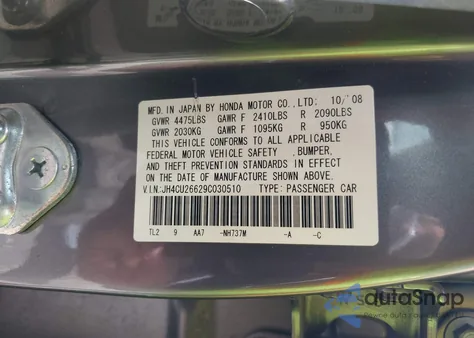 MFD. IN JAPAN BY HONDA MOTOR CO., LTD. 10/'08
GVWR 4475LBS GAWR F 2410LBS R 2090LBS
GVWR 2030KG GAWR F 1095KG R 950KG
THIS VEHICLE CONFORMS TO ALL APPLICABLE
FEDERAL MOTOR VEHICLE SAFETY BUMPER,
AND THEFT PREVENTION STANDARDS IN EFFECT
ON THE DATE OF MANUFACTURE SHOWN ABOVE.
V.I.N:JH4CU26629C030510 TYPE: PASSENGER CAR
TL2 9 AA7 -NH737M -A -C
dutaSnap